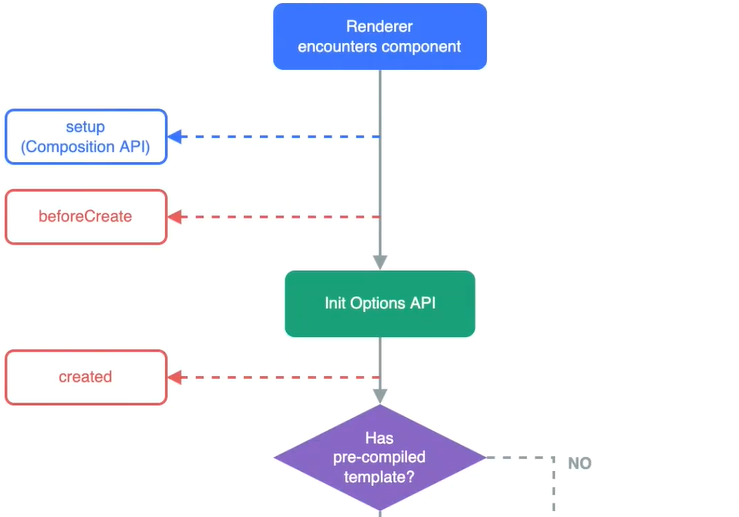 Renderer
encounters component
setup
(Composition API)
beforeCreate
Init Options API
created
Has
pre-compiled
template?
NO